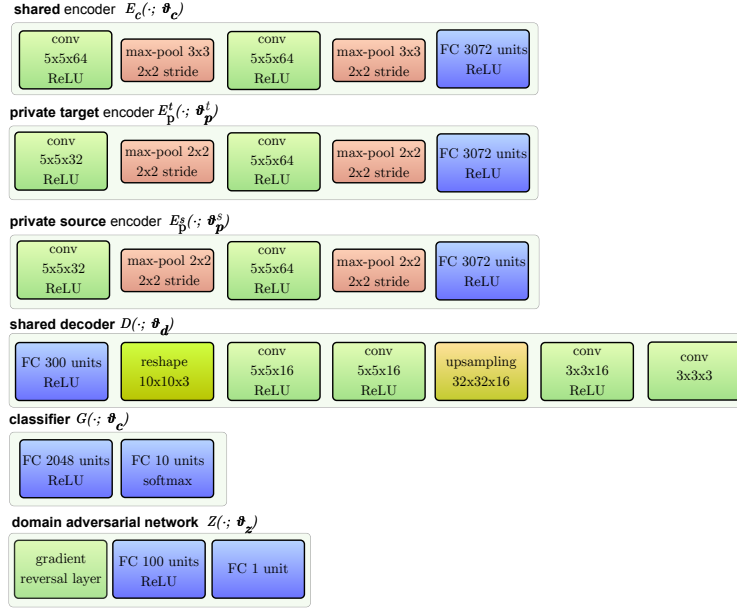 shared encoder E_c(·; ϑ_c)
conv
5x5x64
ReLU
max-pool 3x3
2x2 stride
conv
5x5x64
ReLU
max-pool 3x3
2x2 stride
FC 3072 units
ReLU
private target encoder E_p^t(·; ϑ_p^t)
conv
5x5x32
ReLU
max-pool 2x2
2x2 stride
conv
5x5x64
ReLU
max-pool 2x2
2x2 stride
FC 3072 units
ReLU
private source encoder E_p^s(·; ϑ_p^s)
conv
5x5x32
ReLU
max-pool 2x2
2x2 stride
conv
5x5x64
ReLU
max-pool 2x2
2x2 stride
FC 3072 units
ReLU
shared decoder D(·; ϑ_d)
FC 300 units
ReLU
reshape
10x10x3
conv
5x5x16
ReLU
conv
5x5x16
ReLU
upsampling
32x32x16
conv
3x3x16
ReLU
conv
3x3x3
classifier G(·; ϑ_c)
FC 2048 units
ReLU
FC 10 units
softmax
domain adversarial network Z(·; ϑ_z)
gradient
reversal layer
FC 100 units
ReLU
FC 1 unit